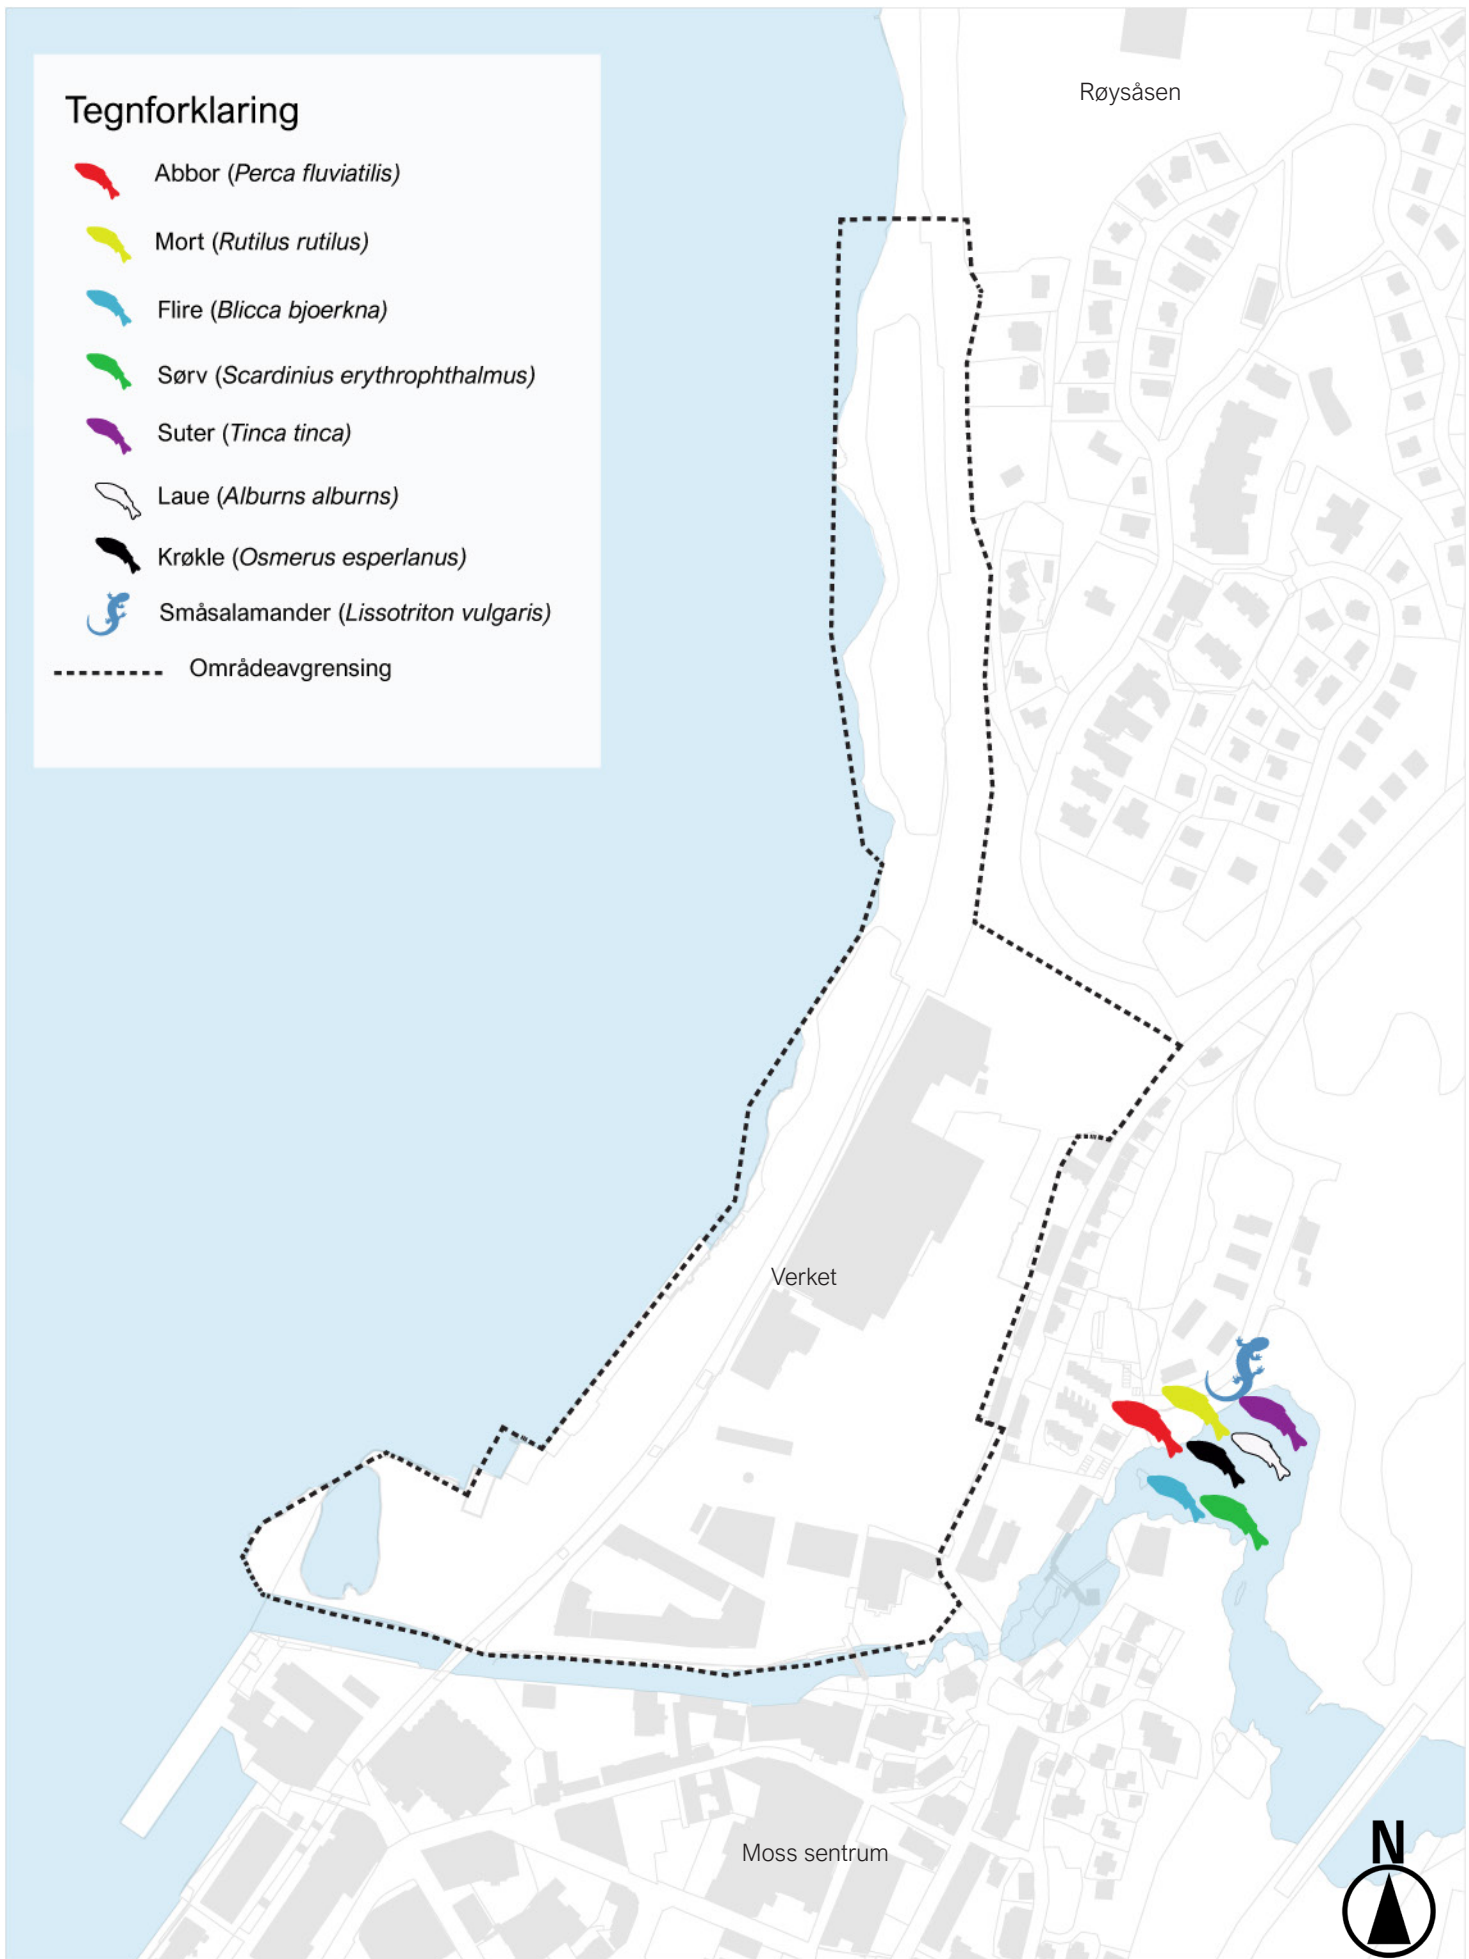 Røysåsen
Tegnforklaring
Abbor (Perca fluviatilis)
Mort (Rutilus rutilus)
Flire (Blicca bjoerkna)
Sørv (Scardinius erythrophthalmus)
Suter (Tinca tinca)
Laue (Alburns alburns)
Krøkle (Osmerus esperlanus)
Småsalamander (Lissotriton vulgaris)
Områdeavgrensing
Verket
Moss sentrum
N